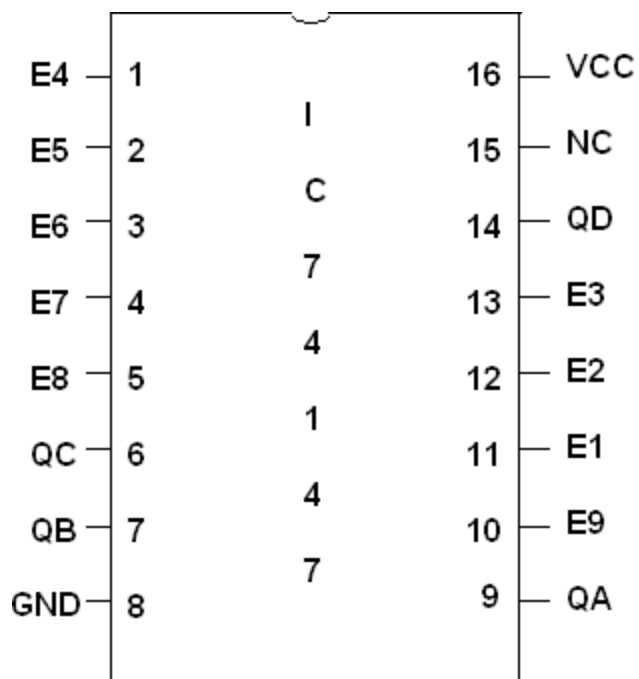 E4 1 16 VCC
I
E5 2 15 NC
C
E6 3 14 QD
7
E7 4 13 E3
4
E8 5 12 E2
1
QC 6 11 E1
4
QB 7 10 E9
7
GND 8 9 QA